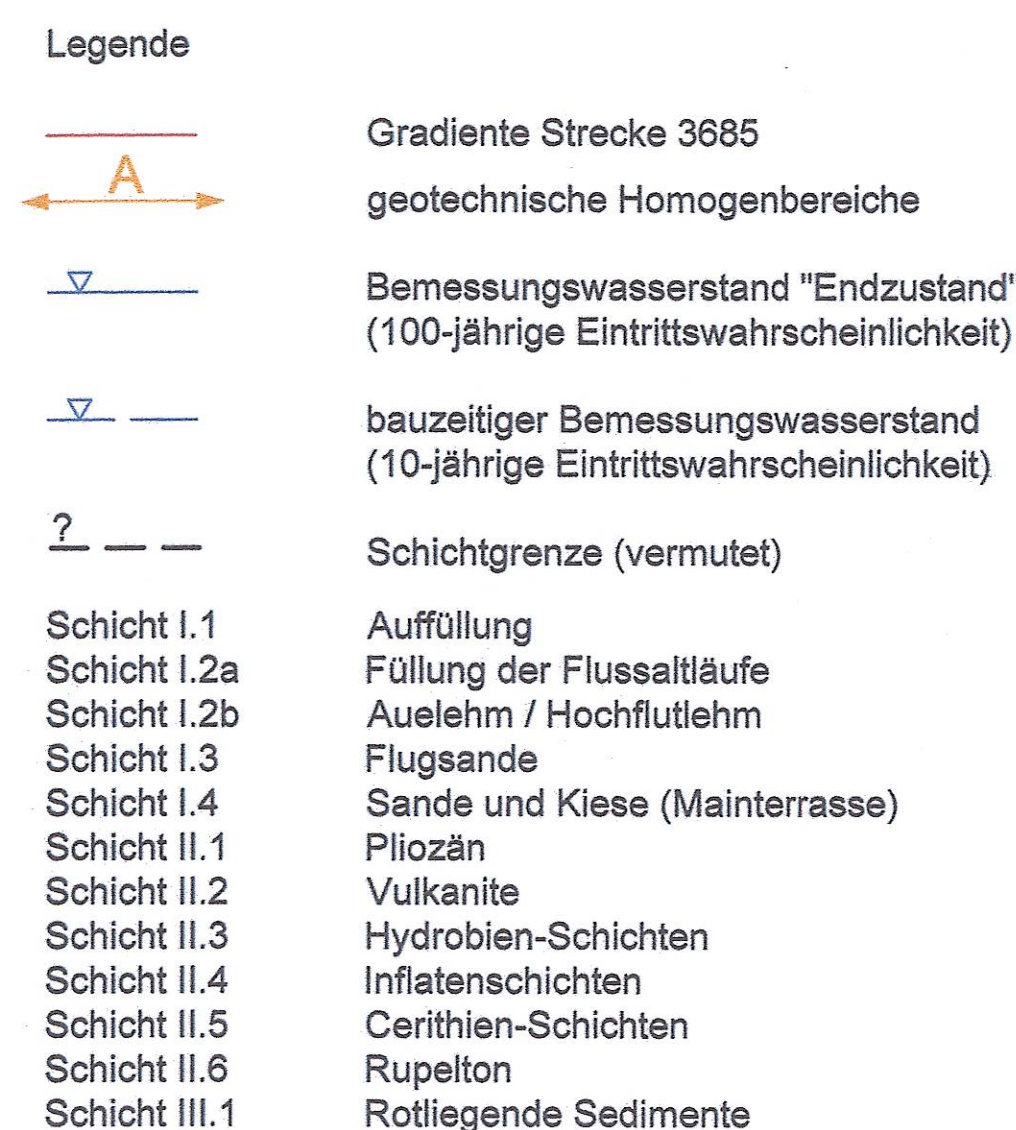 Legende
Gradiente Strecke 3685
A
geotechnische Homogenbereiche
Bemessungswasserstand "Endzustand"
(100-jährige Eintrittswahrscheinlichkeit)
bauzeitiger Bemessungswasserstand
(10-jährige Eintrittswahrscheinlichkeit)
?
Schichtgrenze (vermutet)
Schicht I.1 Auffüllung
Schicht I.2a Füllung der Flussaltläufe
Schicht I.2b Auelehm / Hochflutlehm
Schicht I.3 Flugsande
Schicht I.4 Sande und Kiese (Mainterrasse)
Schicht II.1 Pliozän
Schicht II.2 Vulkanite
Schicht II.3 Hydrobien-Schichten
Schicht II.4 Inflatenschichten
Schicht II.5 Cerithien-Schichten
Schicht II.6 Rupelton
Schicht III.1 Rotliegende Sedimente